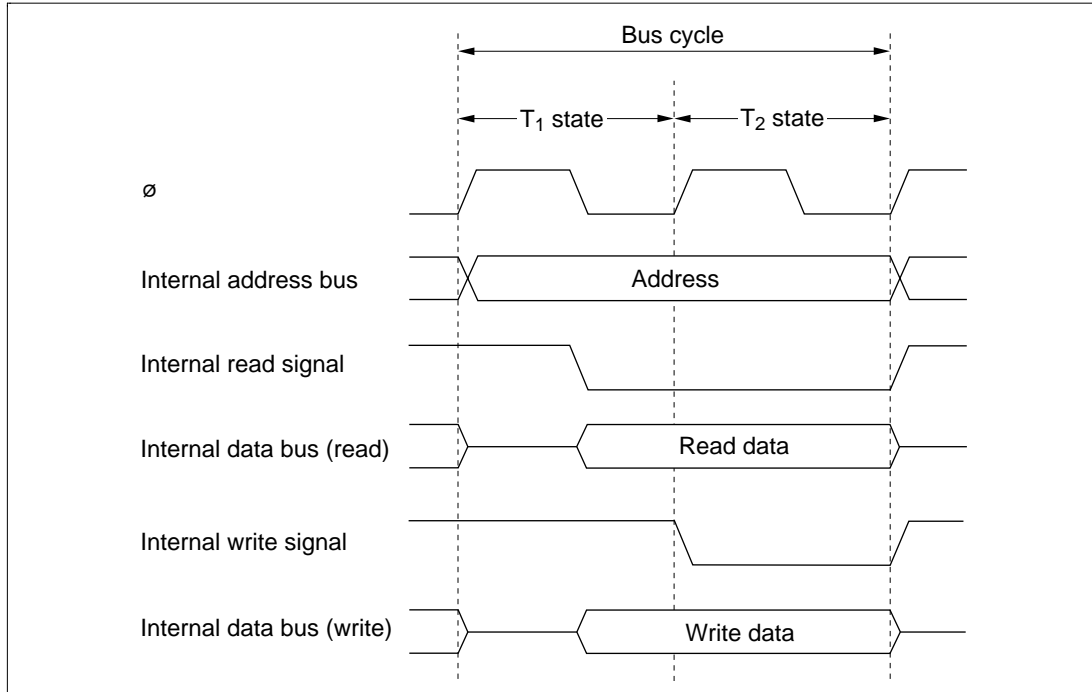 Bus cycle
T₁ state
T₂ state
ø
Internal address bus
Address
Internal read signal
Internal data bus (read)
Read data
Internal write signal
Internal data bus (write)
Write data